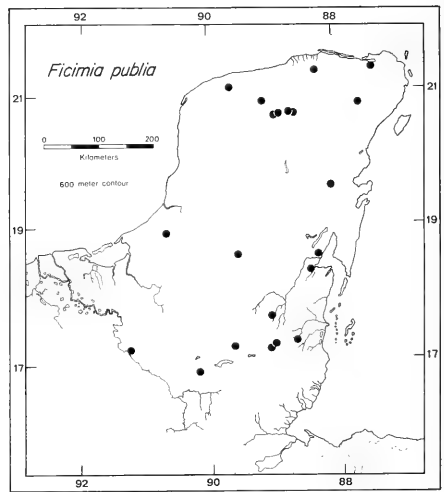 92 90 88
Ficimia publia
21 21
0 100 200
Kilometers
600 meter contour
19 19
17 17
92 90 88